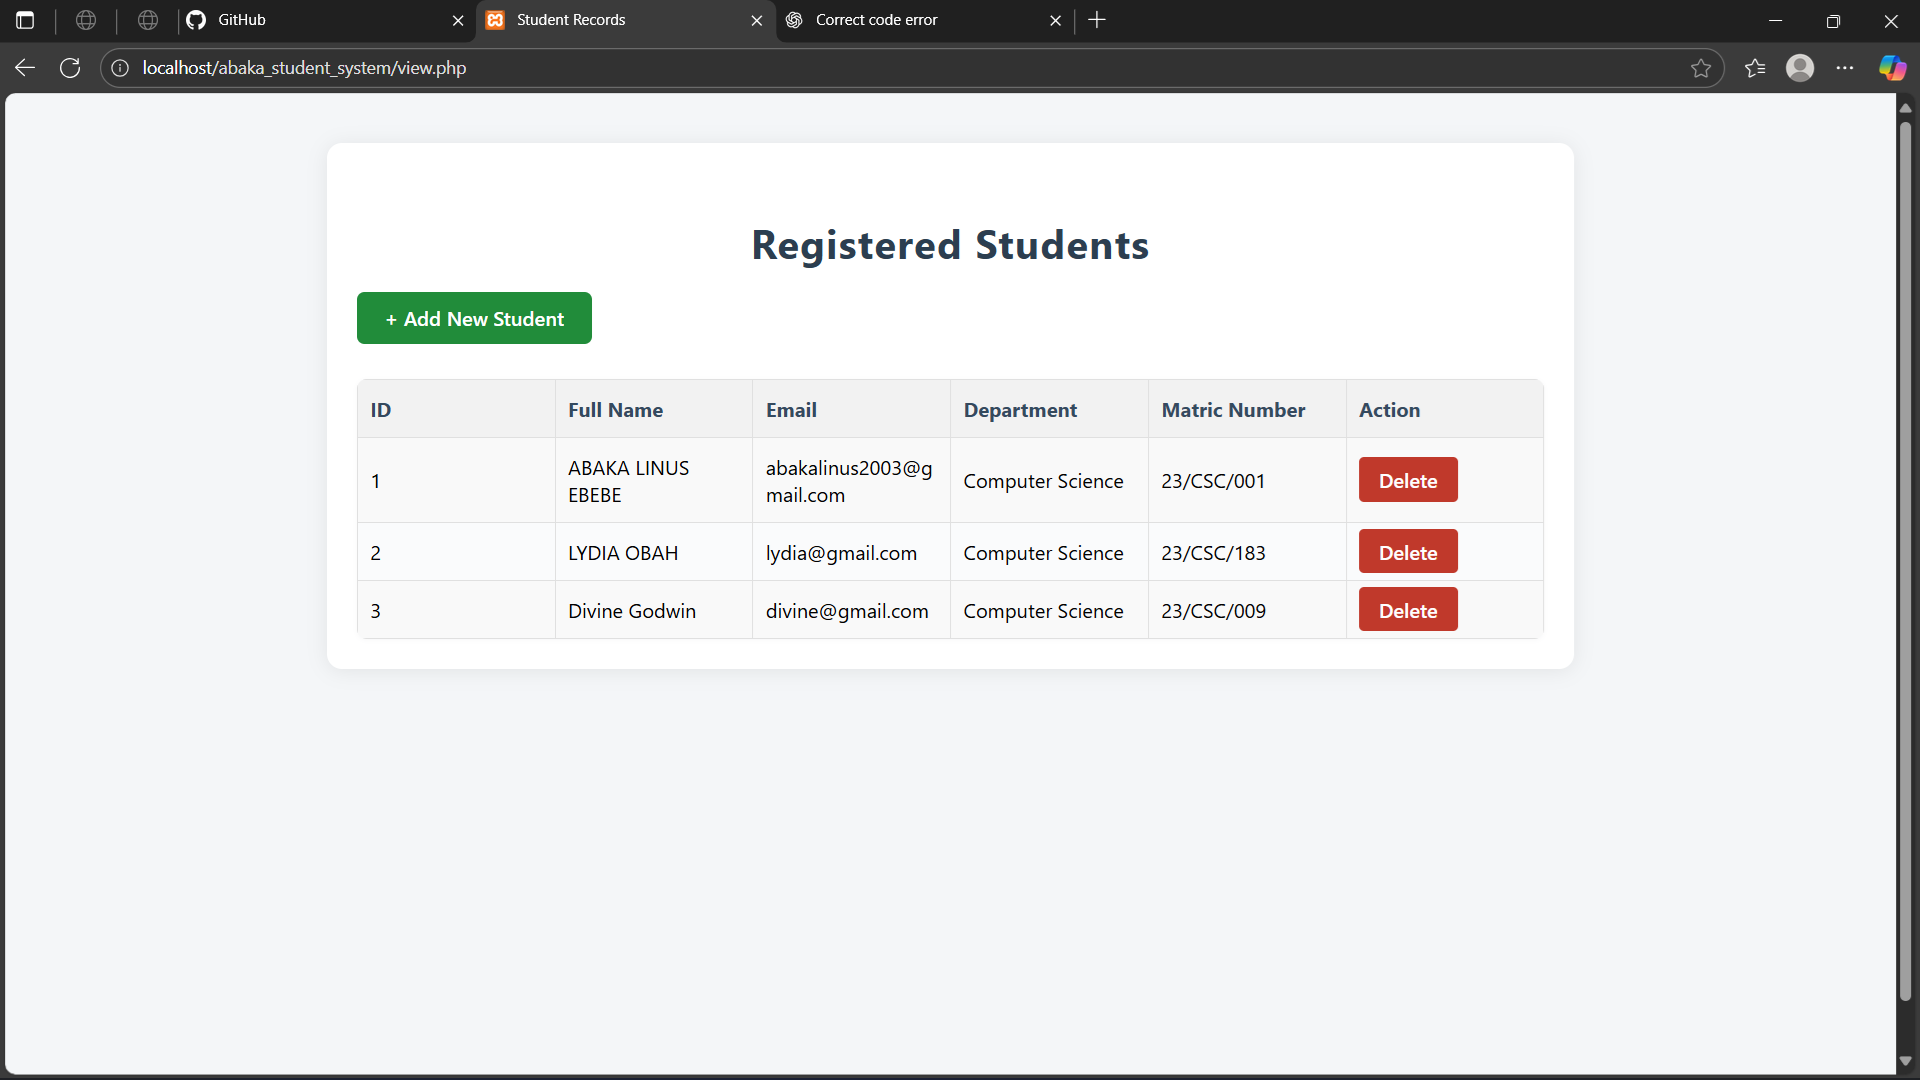 GitHub
Student Records
Correct code error
localhost/abaka_student_system/view.php
Registered Students
+ Add New Student
ID Full Name Email Department Matric Number Action
1 ABAKA LINUS EBEBE abakalinus2003@gmail.com Computer Science 23/CSC/001 Delete
2 LYDIA OBAH lydia@gmail.com Computer Science 23/CSC/183 Delete
3 Divine Godwin divine@gmail.com Computer Science 23/CSC/009 Delete